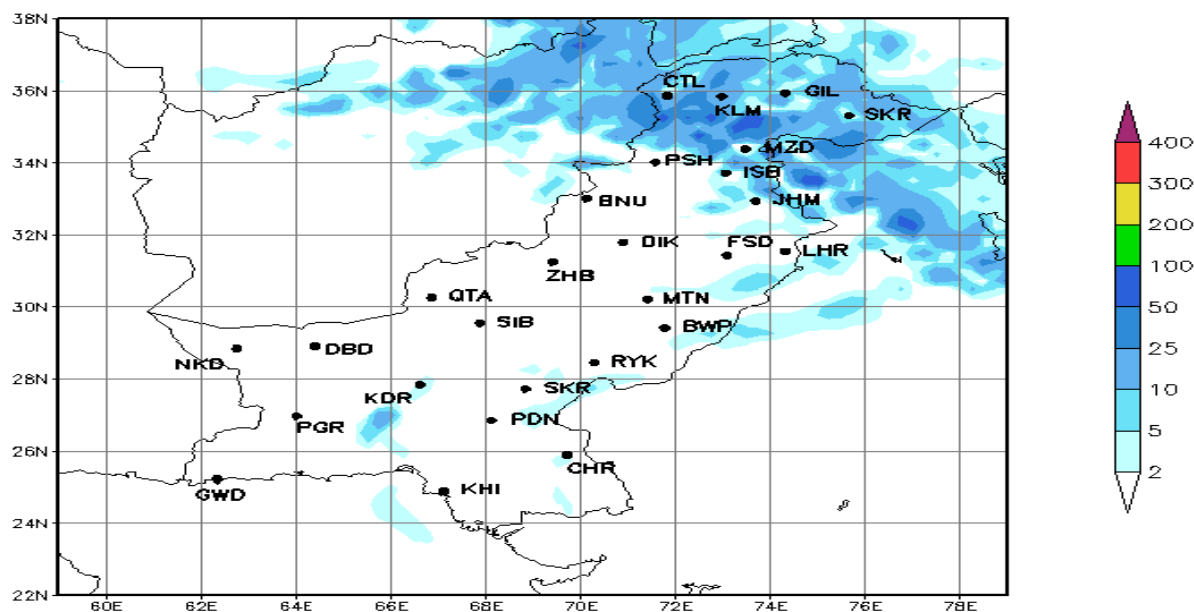 38N
36N
34N
32N
30N
28N
26N
24N
22N
CTL
GIL
KLM
SKR
MZD
PSH
ISB
BNU
JHM
DIK
FSD
LHR
ZHB
QTA
MTN
SIB
BWP
NKD
DBD
RYK
KDR
SKR
PGR
PDN
CHR
GWD
KHI
60E
62E
64E
66E
68E
70E
72E
74E
76E
78E
400
300
200
100
50
25
10
5
2